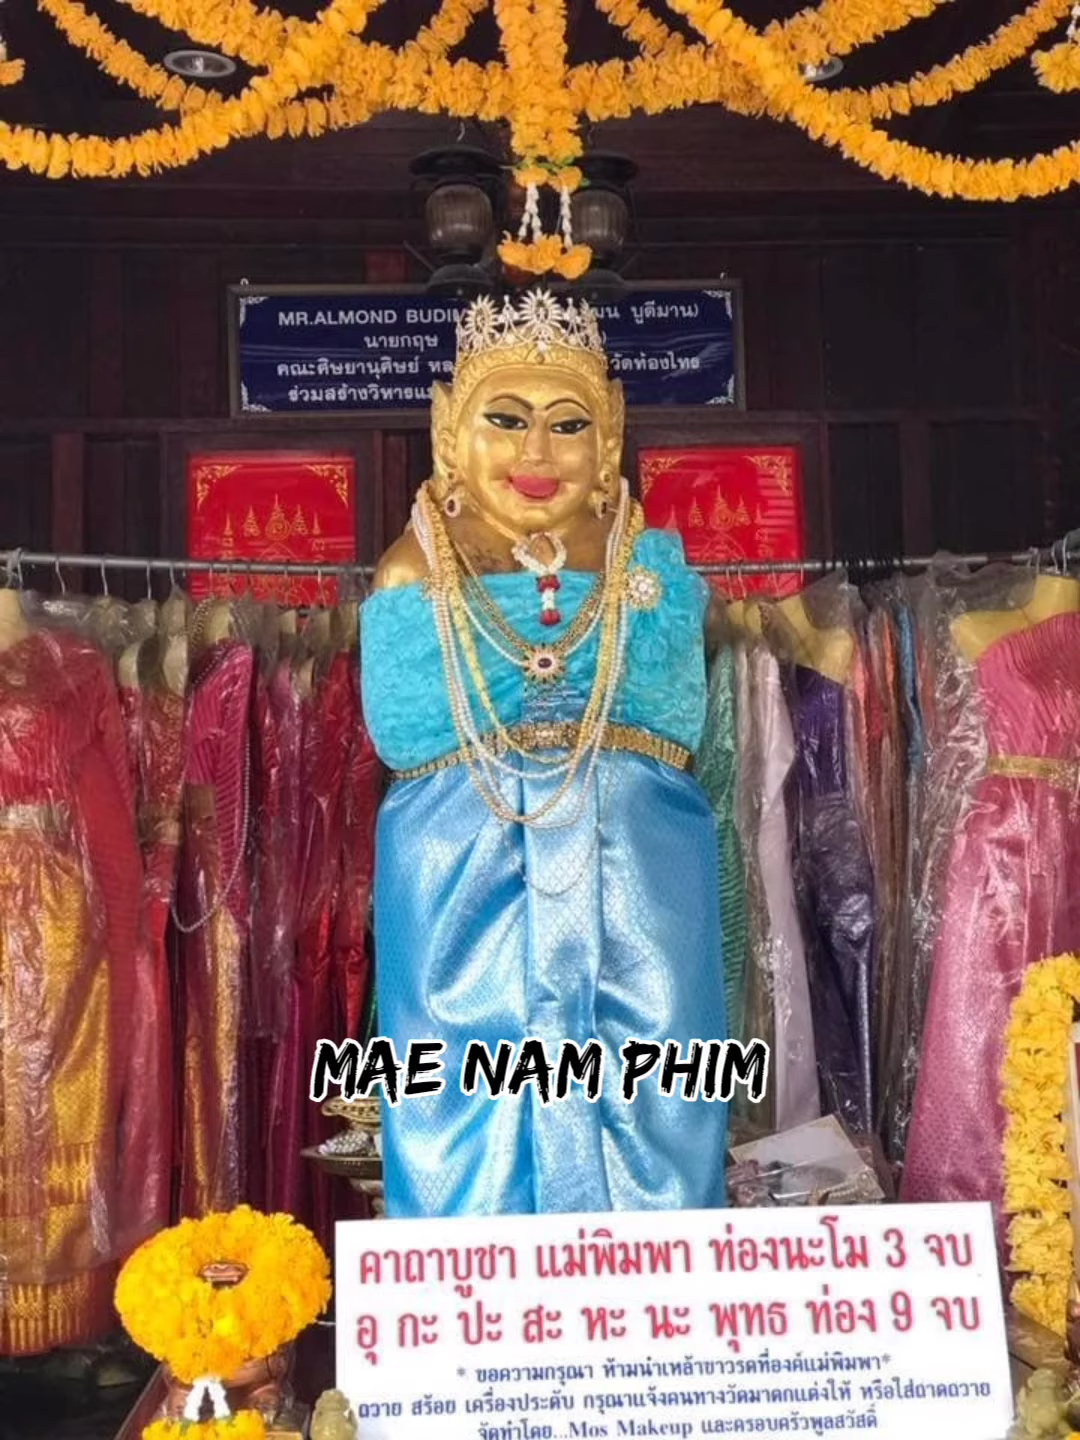 MR.ALMOND BUDI บูตีมาน)
นายกฤษ
คณะศิษยานุศิษย์ วัดท้องไทร
ร่วมสร้างวิหาร
MAE NAM PHIM
คาถาบูชา แม่พิมพา ท่องนะโม 3 จบ
อุ กะ ปะ สะ หะ นะ พุทธ ท่อง 9 จบ
* ขอความกรุณา ห้ามนำเหล้าขาวรดที่องค์แม่พิมพา*
ถวาย สร้อย เครื่องประดับ กรุณาแจ้งคนทางวัดมาตกแต่งให้ หรือใส่ถาดถวาย
จัดทำโดย...Mos Makeup และครอบครัวพูลสวัสดิ์